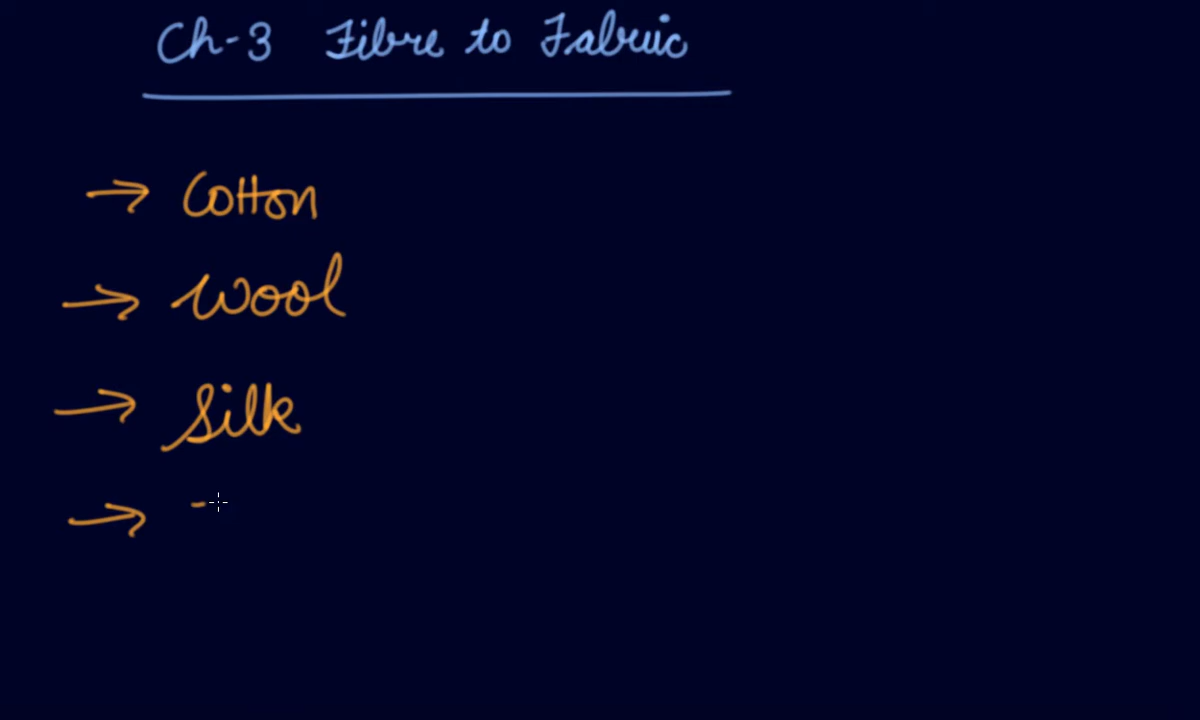 Ch-3 Fibre to Fabric
→ Cotton
→ Wool
→ Silk
→ -